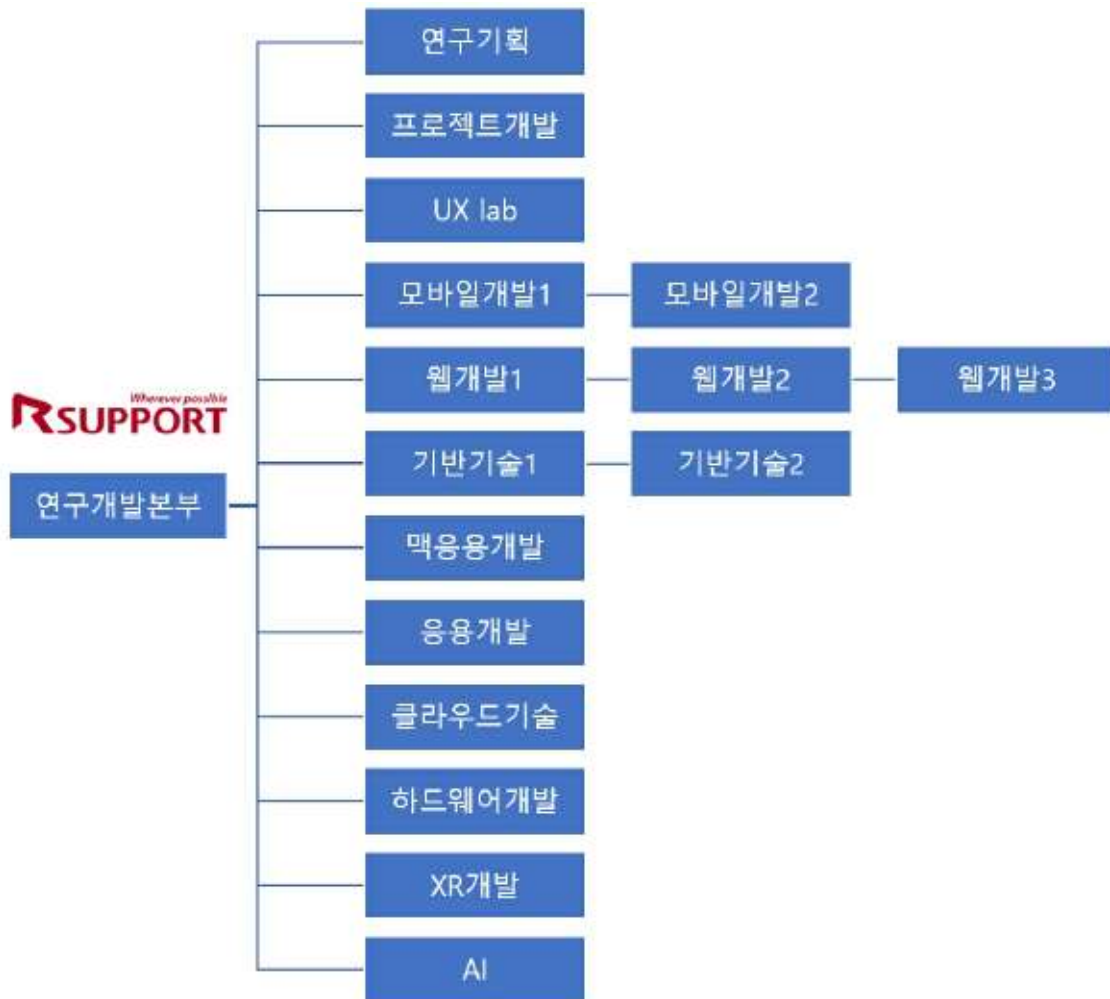 연구기획
프로젝트개발
UX lab
모바일개발1 모바일개발2
웹개발1 웹개발2 웹개발3
Wherever possible
RSUPPORT
기반기술1 기반기술2
연구개발본부
맥응용개발
응용개발
클라우드기술
하드웨어개발
XR개발
AI